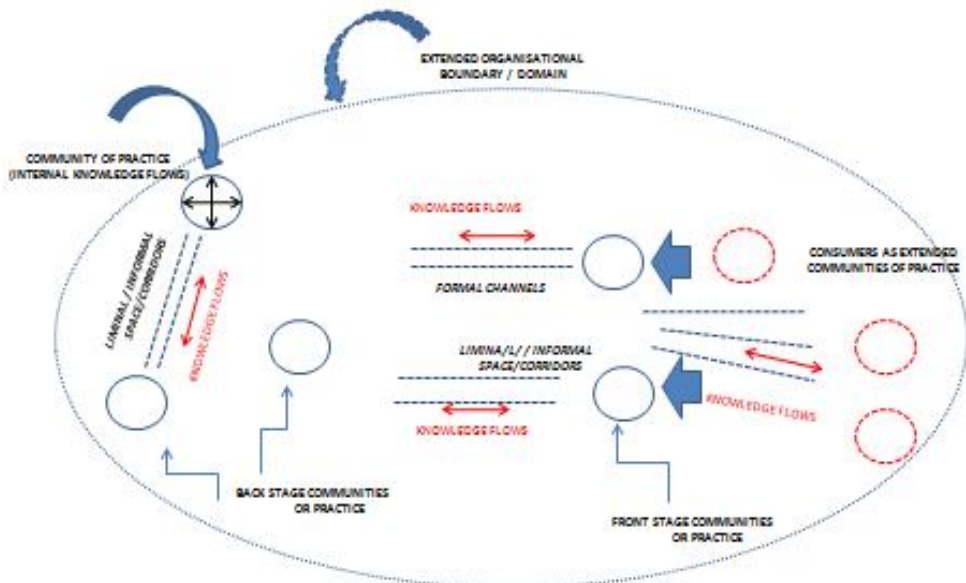 EXTENDED ORGANISATIONAL
BOUNDARY / DOMAIN
COMMUNITY OF PRACTICE
(INTERNAL KNOWLEDGE FLOWS)
LIMINAL / INFORMAL
SPACE/CORRIDORS
KNOWLEDGE FLOWS
KNOWLEDGE FLOWS
FORMAL CHANNELS
CONSUMERS AS EXTENDED
COMMUNITIES OF PRACTICE
LIMINA/L/ / INFORMAL
SPACE/CORRIDORS
KNOWLEDGE FLOWS
KNOWLEDGE FLOWS
BACK STAGE COMMUNITIES
OR PRACTICE
FRONT STAGE COMMUNITIES
OR PRACTICE